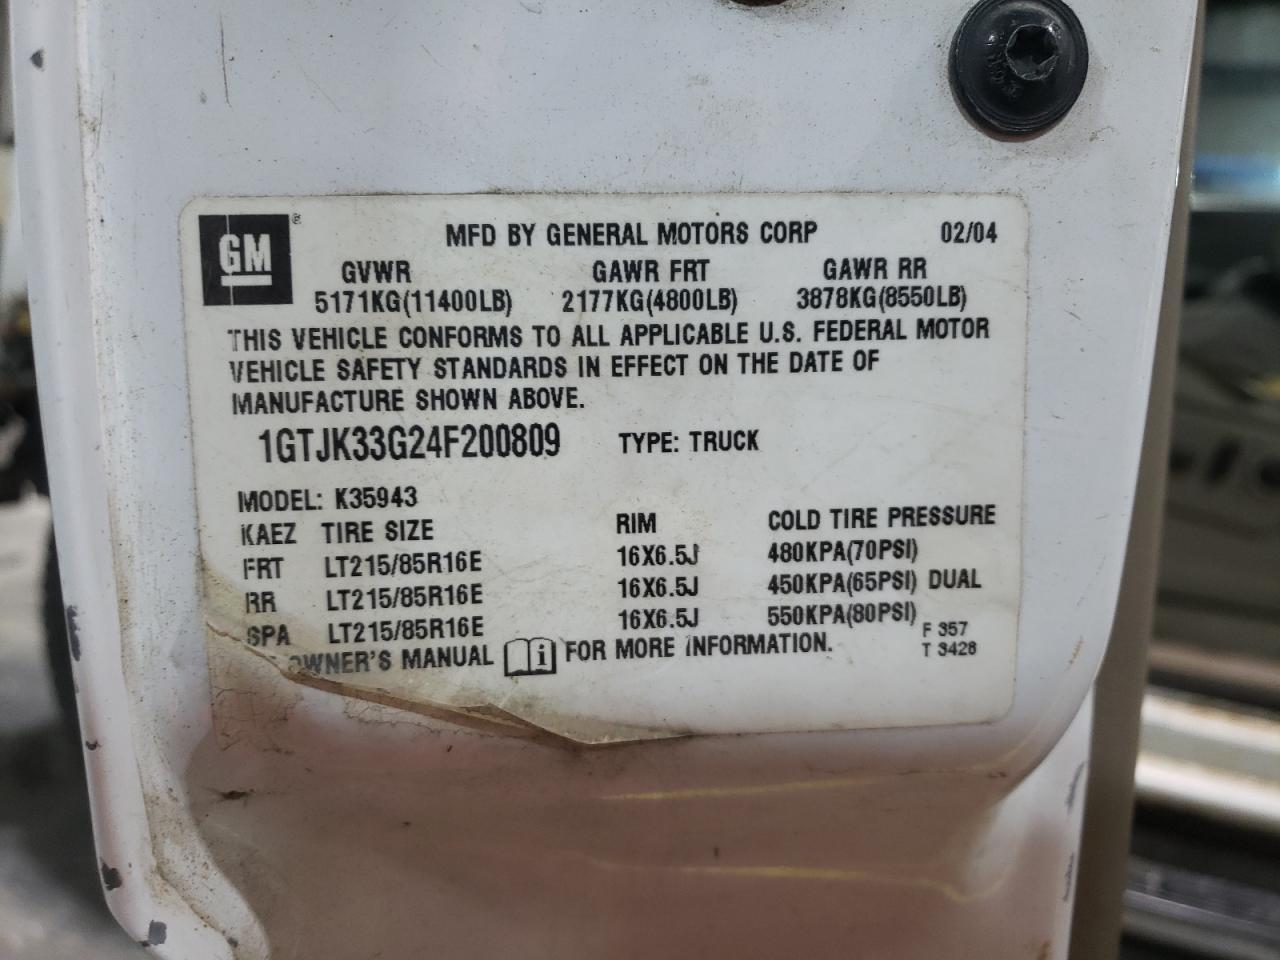 GM ®
MFD BY GENERAL MOTORS CORP 02/04
GVWR GAWR FRT GAWR RR
5171KG(11400LB) 2177KG(4800LB) 3878KG(8550LB)
THIS VEHICLE CONFORMS TO ALL APPLICABLE U.S. FEDERAL MOTOR
VEHICLE SAFETY STANDARDS IN EFFECT ON THE DATE OF
MANUFACTURE SHOWN ABOVE.
1GTJK33G24F200809 TYPE: TRUCK
MODEL: K35943
KAEZ TIRE SIZE RIM COLD TIRE PRESSURE
FRT LT215/85R16E 16X6.5J 480KPA(70PSI)
RR LT215/85R16E 16X6.5J 450KPA(65PSI) DUAL
SPA LT215/85R16E 16X6.5J 550KPA(80PSI)
OWNER'S MANUAL i FOR MORE INFORMATION.
F 357
T 3428